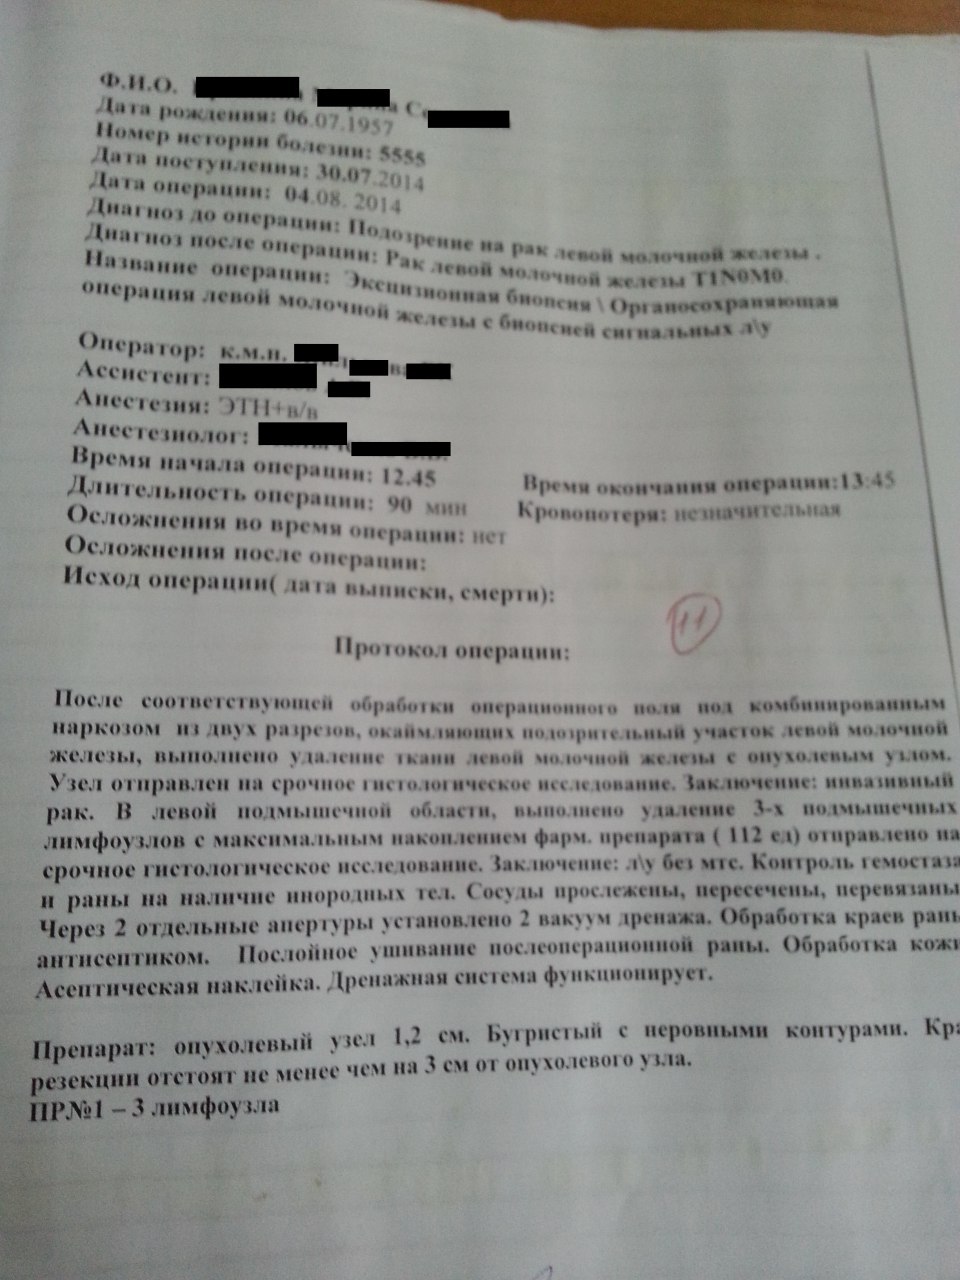 Ф.И.О.
Дата рождения: 06.07.1957
Номер истории болезни: 5555
Дата поступления: 30.07.2014
Дата операции: 04.08. 2014
Диагноз до операции: Подозрение на рак левой молочной железы .
Диагноз после операции: Рак левой молочной железы T1N0M0.
Название операции: Эксцизионная биопсия \ Органосохраняющая
операция левой молочной железы с биопсией сигнальных л\у
Оператор: к.м.н.
Ассистент:
Анестезия: ЭТН+в/в
Анестезиолог:
Время начала операции: 12.45 Время окончания операции:13:45
Длительность операции: 90 мин Кровопотеря: незначительная
Осложнения во время операции: нет
Осложнения после операции:
Исход операции( дата выписки, смерти):
11
Протокол операции:
После соответствующей обработки операционного поля под комбинированным
наркозом из двух разрезов, окаймляющих подозрительный участок левой молочной
железы, выполнено удаление ткани левой молочной железы с опухолевым узлом.
Узел отправлен на срочное гистологическое исследование. Заключение: инвазивный
рак. В левой подмышечной области, выполнено удаление 3-х подмышечных
лимфоузлов с максимальным накоплением фарм. препарата ( 112 ед) отправлено на
срочное гистологическое исследование. Заключение: л\у без мтс. Контроль гемостаза
и раны на наличие инородных тел. Сосуды прослежены, пересечены, перевязаны
Через 2 отдельные апертуры установлено 2 вакуум дренажа. Обработка краев раны
антисептиком. Послойное ушивание послеоперационной раны. Обработка кожи
Асептическая наклейка. Дренажная система функционирует.
Препарат: опухолевый узел 1,2 см. Бугристый с неровными контурами. Кра
резекции отстоят не менее чем на 3 см от опухолевого узла.
ПР№1 – 3 лимфоузла